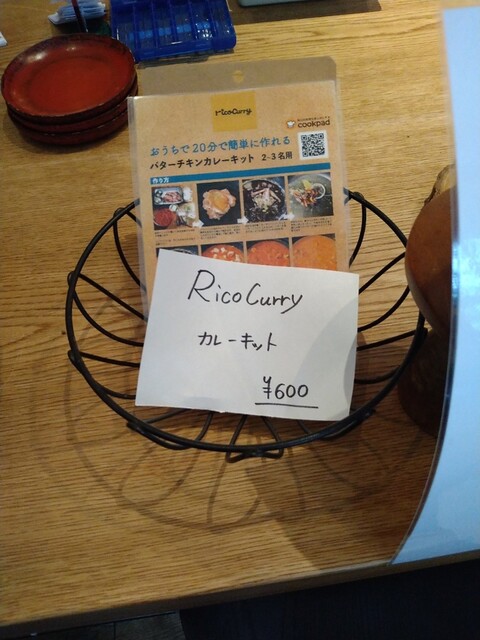 ricocurry
cookpad
おうちで20分で簡単に作れる
バターチキンカレーキット 2-3名用
作り方
RicoCurry
カレーキット
¥600